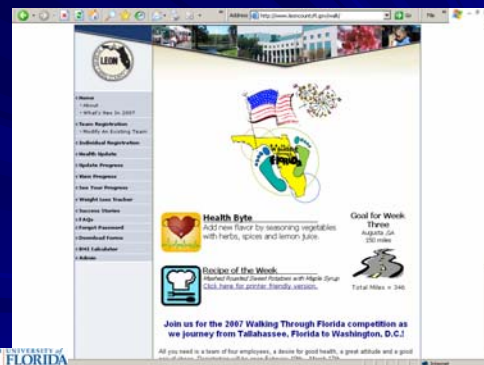 Address http://www.leoncountyfl.gov/walk/
Go
LEON
Home
About
What's New In 2007
Team Registration
Modify An Existing Team
Individual Registration
Health Update
Update Progress
View Progress
See Your Progress
Weight Loss Tracker
Success Stories
FAQs
Forgot Password
Download Forms
BMI Calculator
Admin
Walking
FLORIDA
Health Byte
Add new flavor by seasoning vegetables
with herbs, spices and lemon juice.
Goal for Week
Three
Augusta ,GA
150 miles
Total Miles = 346
Recipe of the Week
Mashed Roasted Sweet Potatoes with Maple Syrup
Click here for printer friendly version.
Join us for the 2007 Walking Through Florida competition as
we journey from Tallahassee, Florida to Washington, D.C.!
All you need is a team of four employees, a desire for good health, a great attitude and a good
Internet
UNIVERSITY of
FLORIDA